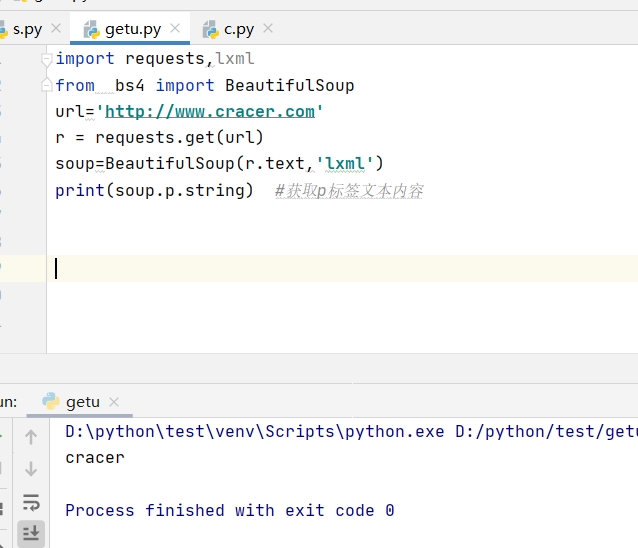 s.py getu.py c.py
import requests,lxml
from  bs4 import BeautifulSoup
url='http://www.cracer.com'
r = requests.get(url)
soup=BeautifulSoup(r.text,'lxml')
print(soup.p.string)  #获取p标签文本内容
getu
D:\python\test\venv\Scripts\python.exe D:/python/test/getu
cracer
Process finished with exit code 0